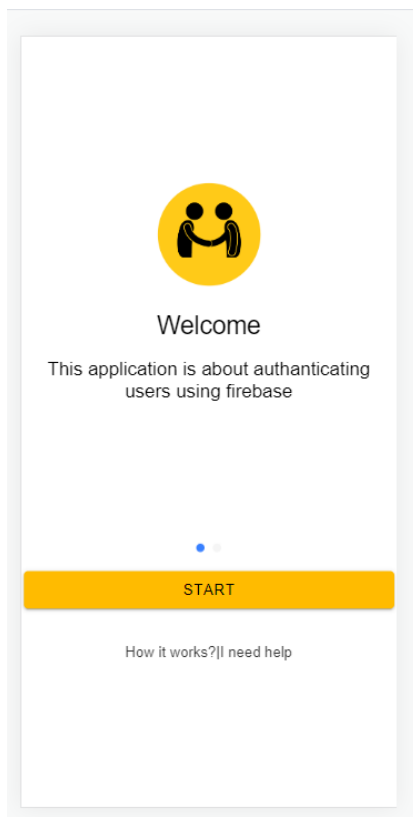 Welcome
This application is about authanticating
users using firebase
START
How it works?|I need help